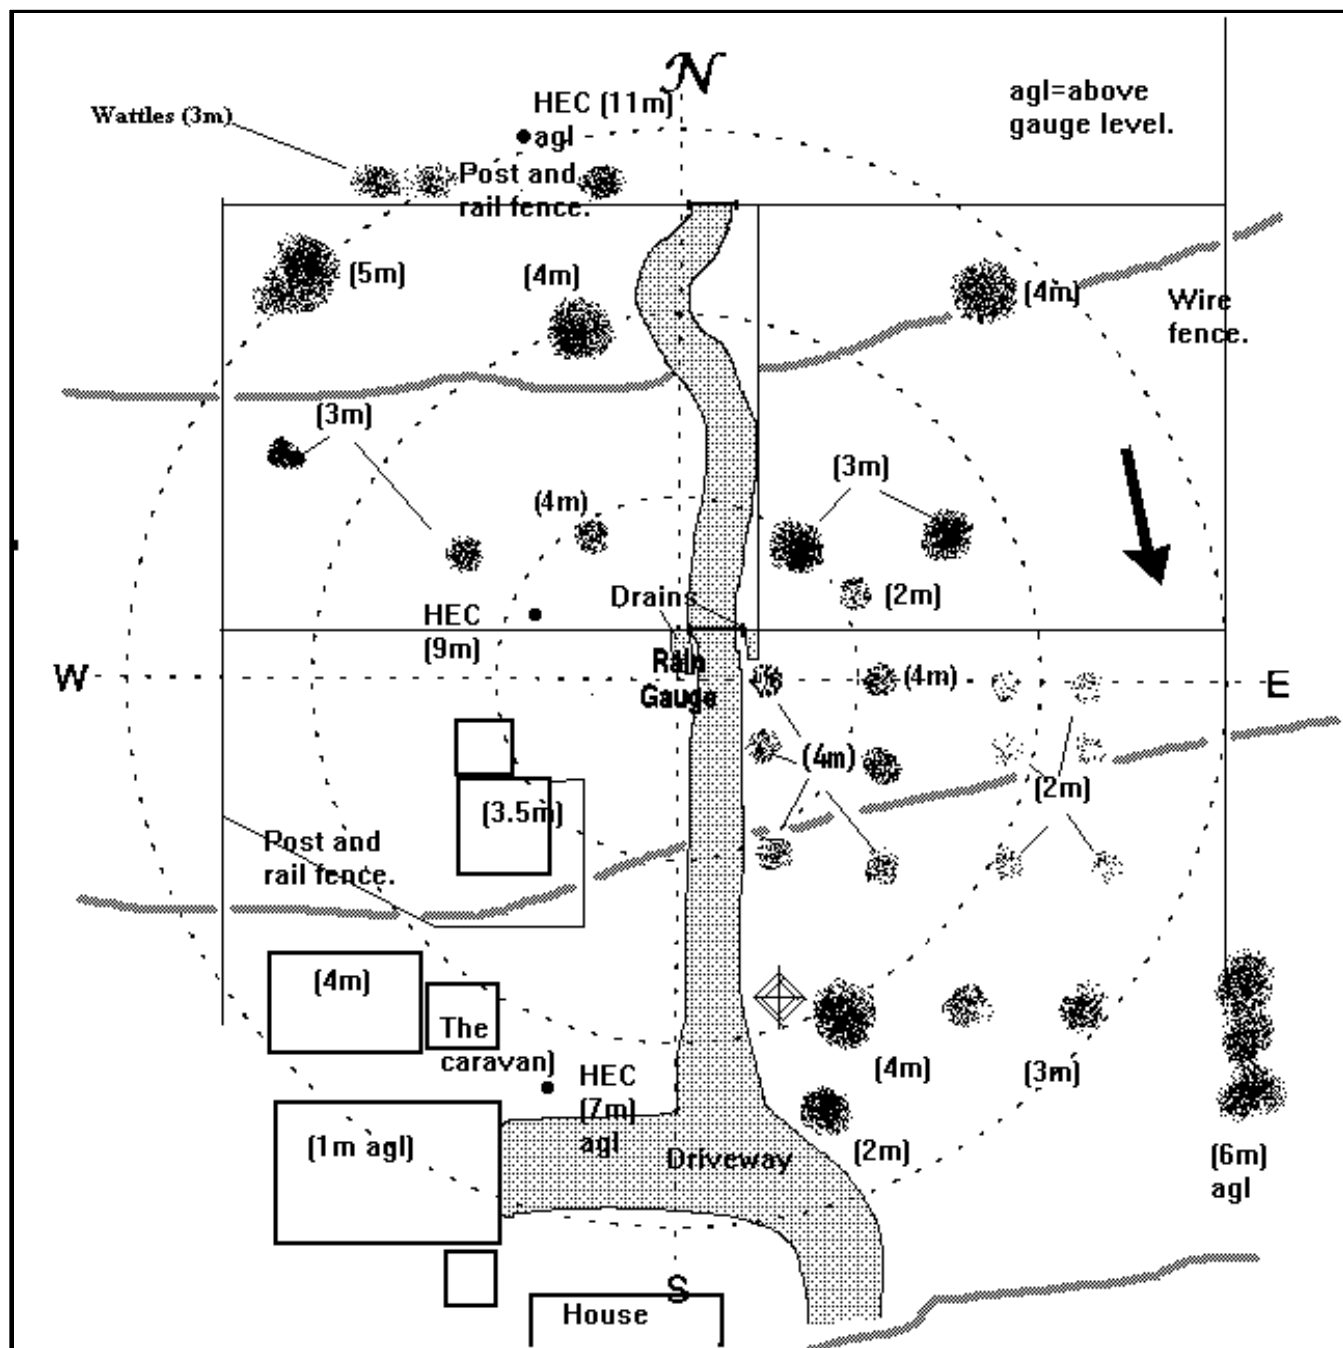 N
HEC (11m)
agl
agl=above
gauge level.
Wattles (3m)
Post and
rail fence.
(5m)
(4m)
(4m)
Wire
fence.
(3m)
(4m)
(3m)
Drains
(2m)
HEC
(9m)
W
Rain
Gauge
(4m)
E
(4m)
(2m)
(3.5m)
Post and
rail fence.
(4m)
The
caravan)
HEC
(7m)
agl
(4m)
(3m)
(1m agl)
Driveway
(2m)
(6m)
agl
S
House